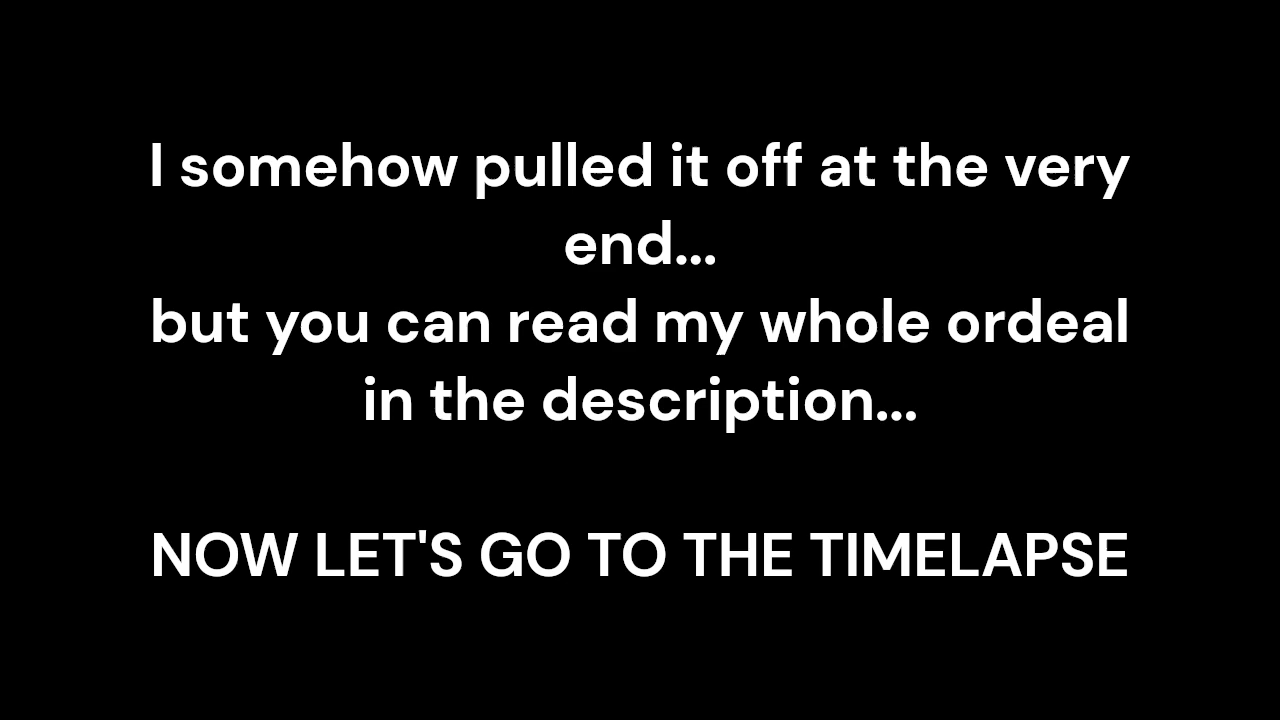 I somehow pulled it off at the very
end...
but you can read my whole ordeal
in the description...
NOW LET'S GO TO THE TIMELAPSE